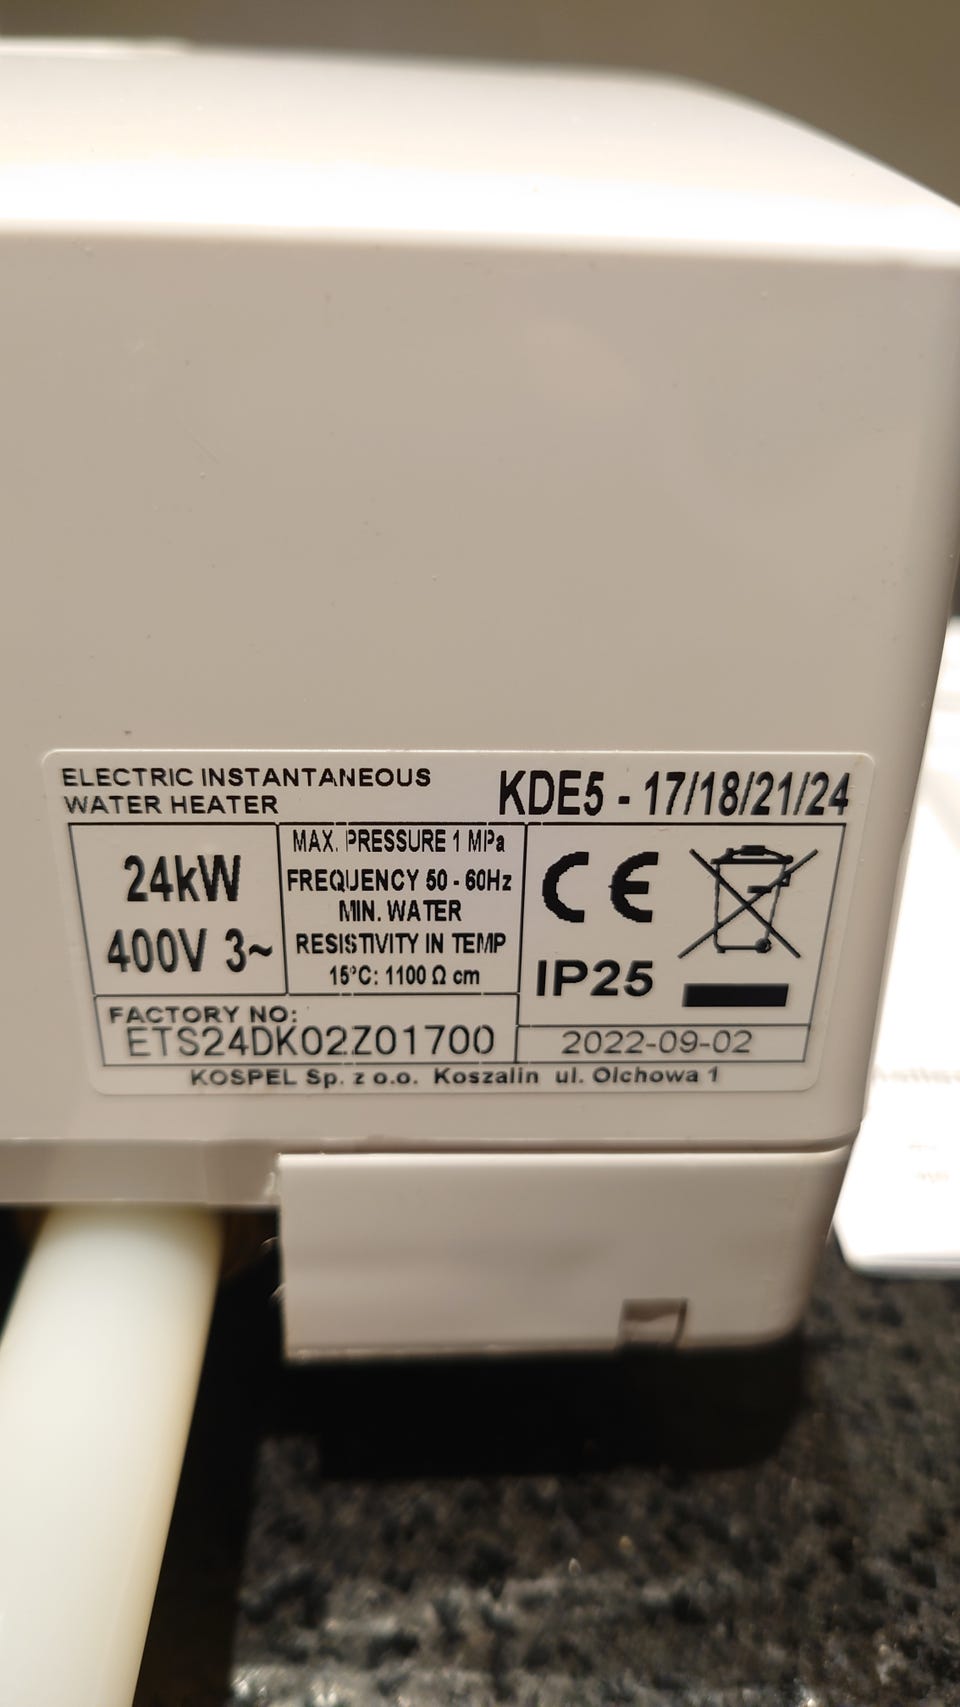 ELECTRIC INSTANTANEOUS
WATER HEATER
KDE5 - 17/18/21/24
24kW
400V 3~
MAX. PRESSURE 1 MPa
FREQUENCY 50 - 60Hz
MIN. WATER
RESISTIVITY IN TEMP
15°C: 1100 Ω cm
CE
IP25
FACTORY NO:
ETS24DK02Z01700
2022-09-02
KOSPEL Sp. z o.o. Koszalin ul. Olchowa 1